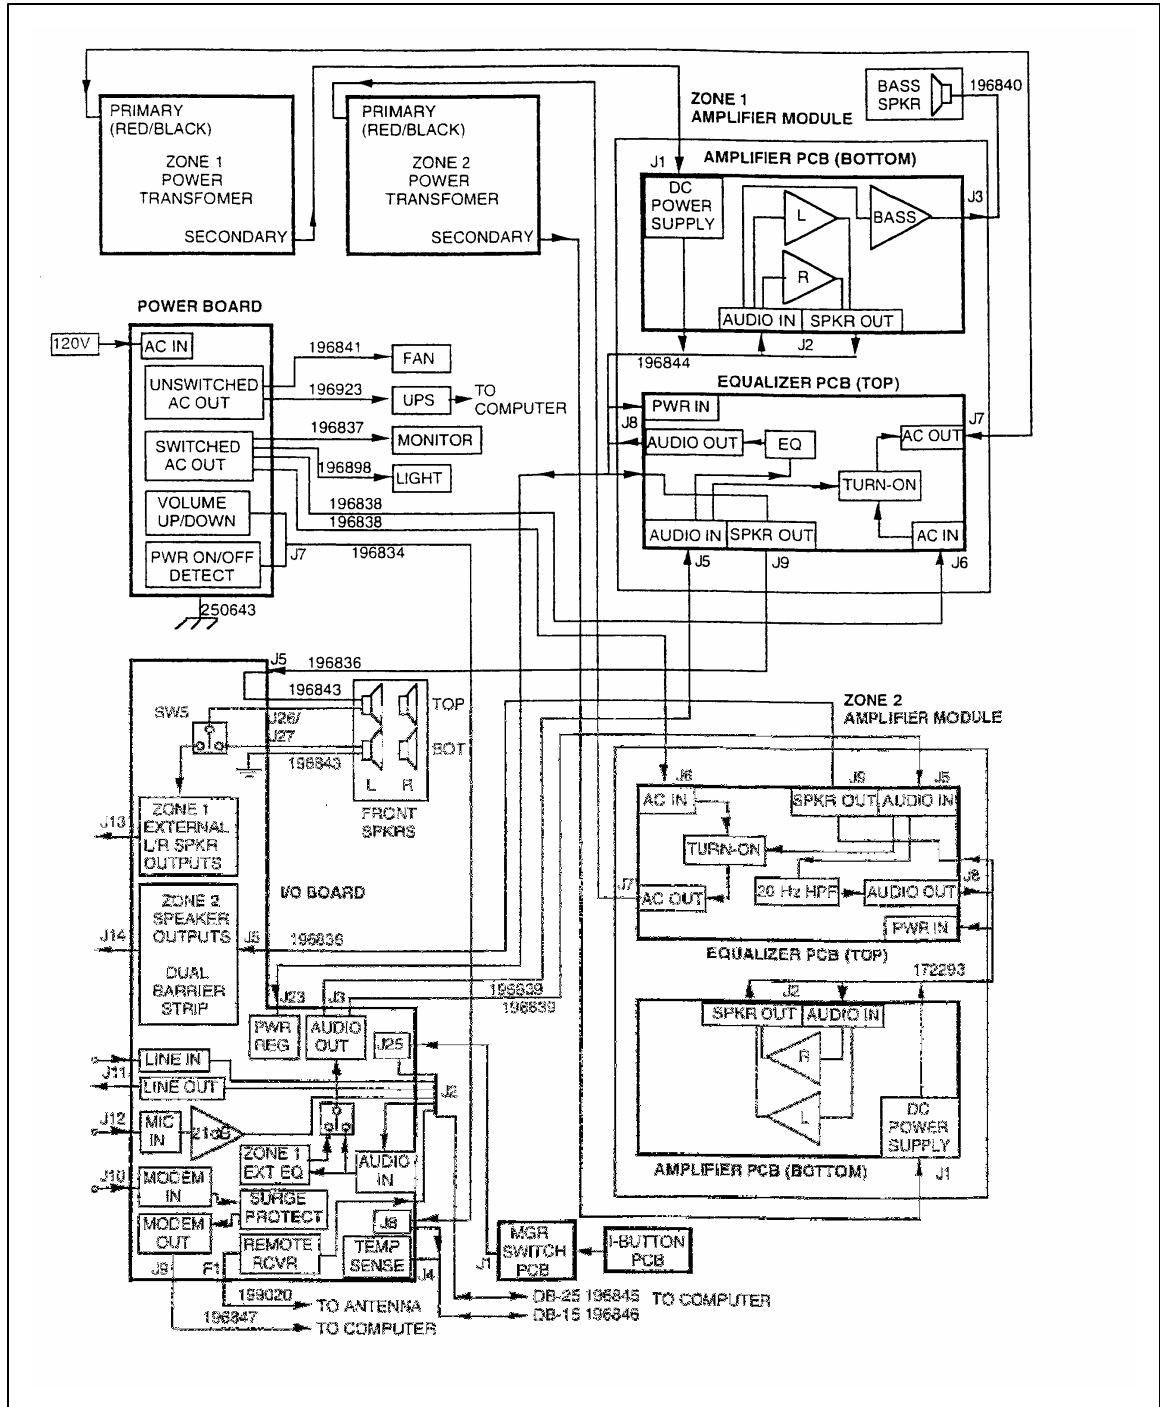 PRIMARY
(RED/BLACK)
ZONE 1
POWER
TRANSFOMER
SECONDARY
PRIMARY
(RED/BLACK)
ZONE 2
POWER
TRANSFOMER
SECONDARY
ZONE 1
AMPLIFIER MODULE
BASS
SPKR
196840
AMPLIFIER PCB (BOTTOM)
J1
DC
POWER
SUPPLY
L
R
BASS
J3
AUDIO IN
SPKR OUT
J2
196844
POWER BOARD
120V
AC IN
UNSWITCHED
AC OUT
SWITCHED
AC OUT
VOLUME
UP/DOWN
PWR ON/OFF
DETECT
J7
250643
196841
FAN
196923
UPS
TO
COMPUTER
196837
MONITOR
196898
LIGHT
196838
196838
196834
EQUALIZER PCB (TOP)
PWR IN
J8
AUDIO OUT
EQ
AC OUT
J7
TURN-ON
AUDIO IN
SPKR OUT
AC IN
J5
J9
J6
J5
196836
196843
SW5
J26/
J27
196843
TOP
BOT
L
R
FRONT
SPKRS
J13
ZONE 1
EXTERNAL
L/R SPKR
OUTPUTS
I/O BOARD
J14
ZONE 2
SPEAKER
OUTPUTS
DUAL
BARRIER
STRIP
J5
196836
ZONE 2
AMPLIFIER MODULE
J6
J9
J5
AC IN
SPKR OUT
AUDIO IN
TURN-ON
J7
AC OUT
20 Hz HPF
AUDIO OUT
J8
PWR IN
EQUALIZER PCB (TOP)
172293
J2
SPKR OUT
AUDIO IN
R
L
DC
POWER
SUPPLY
AMPLIFIER PCB (BOTTOM)
J1
J23
J3
196839
196839
PWR
REG
AUDIO
OUT
J25
LINE IN
J11
LINE OUT
J2
J12
MIC
IN
21dB
ZONE 1
EXT EQ
AUDIO
IN
J10
MODEM
IN
SURGE
PROTECT
MODEM
OUT
REMOTE
RCVR
J8
TEMP
SENSE
J9
F1
J4
J1
MGR
SWITCH
PCB
I-BUTTON
PCB
199020
TO ANTENNA
196847
TO COMPUTER
DB-25 196845
TO COMPUTER
DB-15 196846